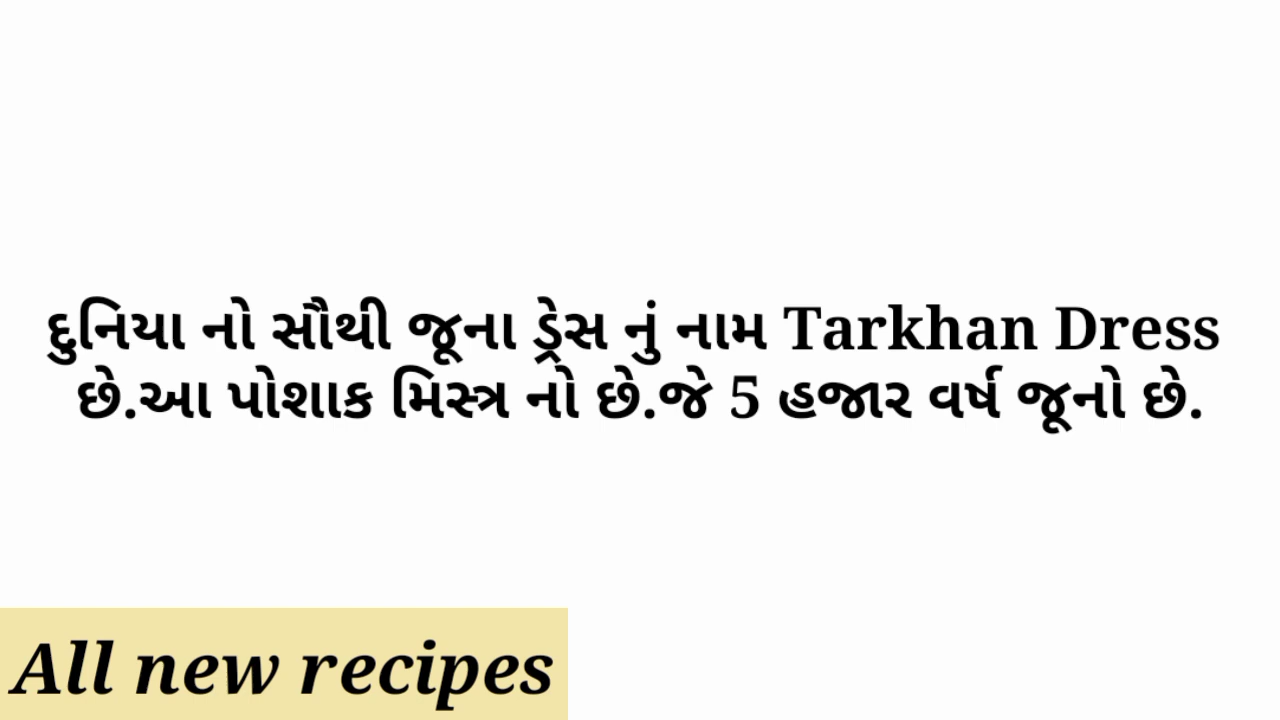 દુનિયા નો સૌથી જૂના ડ્રેસ નું નામ Tarkhan Dress
છે.આ પોશાક મિસ્ત્ર નો છે.જે 5 હજાર વર્ષ જૂનો છે.
All new recipes